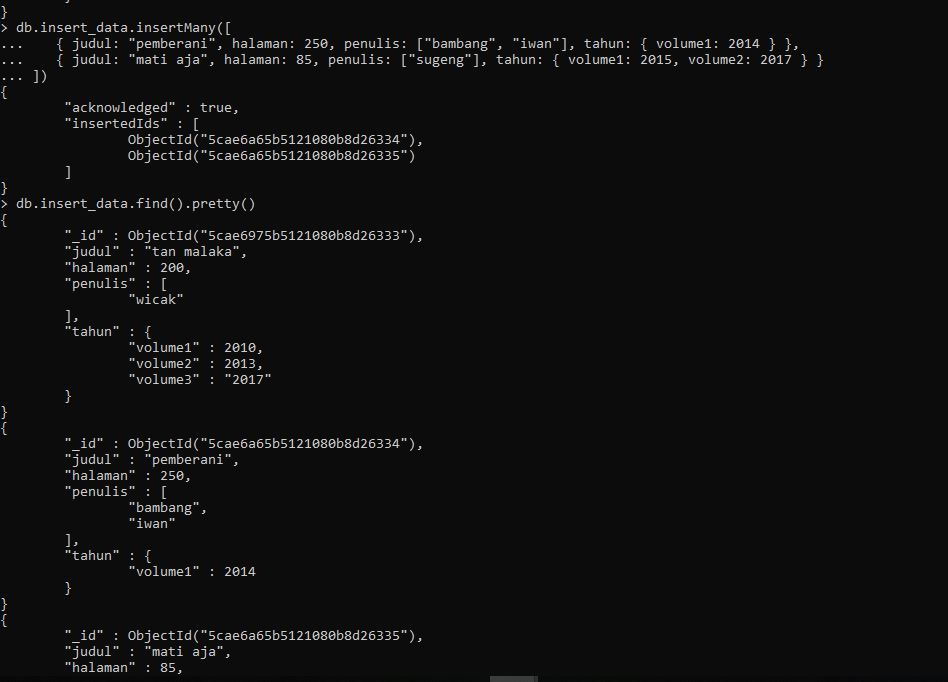 }
> db.insert_data.insertMany([
...    { judul: "pemberani", halaman: 250, penulis: ["bambang", "iwan"], tahun: { volume1: 2014 } },
...    { judul: "mati aja", halaman: 85, penulis: ["sugeng"], tahun: { volume1: 2015, volume2: 2017 } }
... ])
{
        "acknowledged" : true,
        "insertedIds" : [
                ObjectId("5cae6a65b5121080b8d26334"),
                ObjectId("5cae6a65b5121080b8d26335")
        ]
}
> db.insert_data.find().pretty()
{
        "_id" : ObjectId("5cae6975b5121080b8d26333"),
        "judul" : "tan malaka",
        "halaman" : 200,
        "penulis" : [
                "wicak"
        ],
        "tahun" : {
                "volume1" : 2010,
                "volume2" : 2013,
                "volume3" : "2017"
        }
}
{
        "_id" : ObjectId("5cae6a65b5121080b8d26334"),
        "judul" : "pemberani",
        "halaman" : 250,
        "penulis" : [
                "bambang",
                "iwan"
        ],
        "tahun" : {
                "volume1" : 2014
        }
}
{
        "_id" : ObjectId("5cae6a65b5121080b8d26335"),
        "judul" : "mati aja",
        "halaman" : 85,